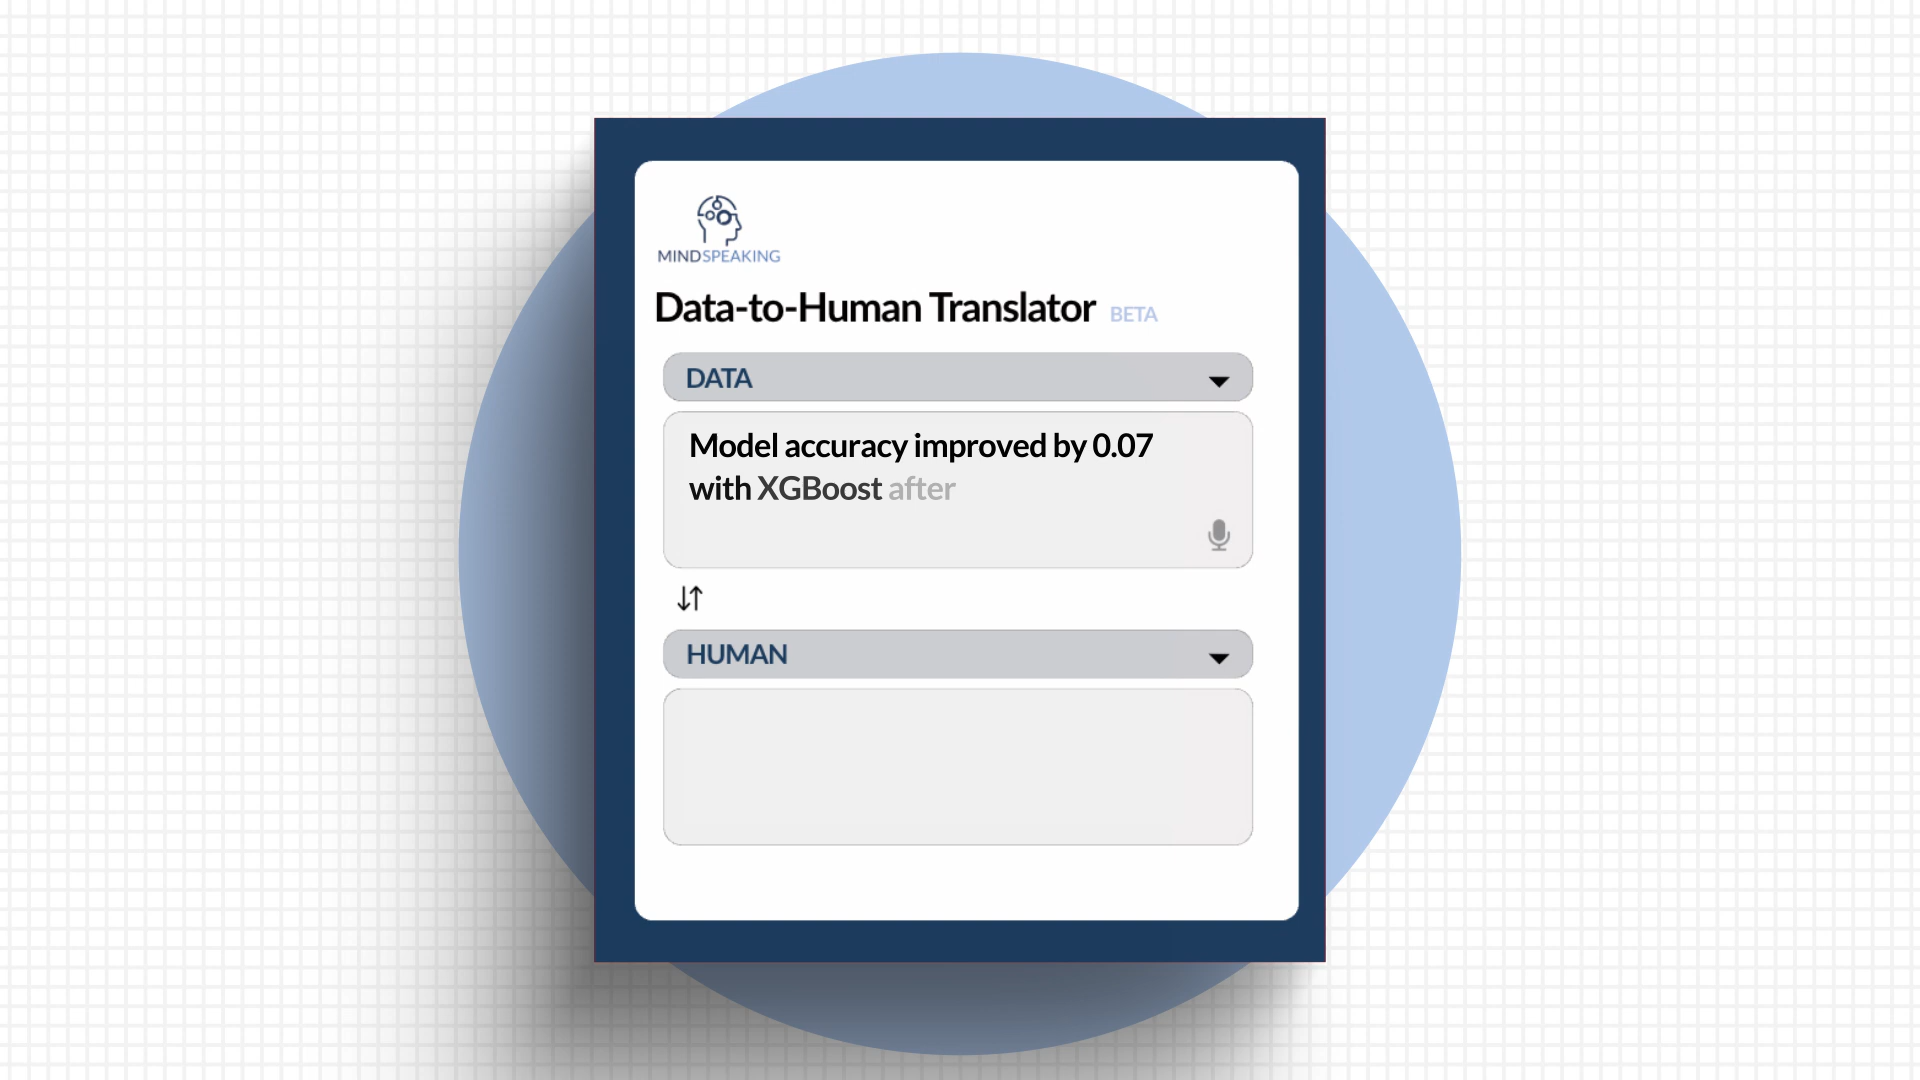 MINDSPEAKING
Data-to-Human Translator BETA
DATA
Model accuracy improved by 0.07
with XGBoost after
HUMAN